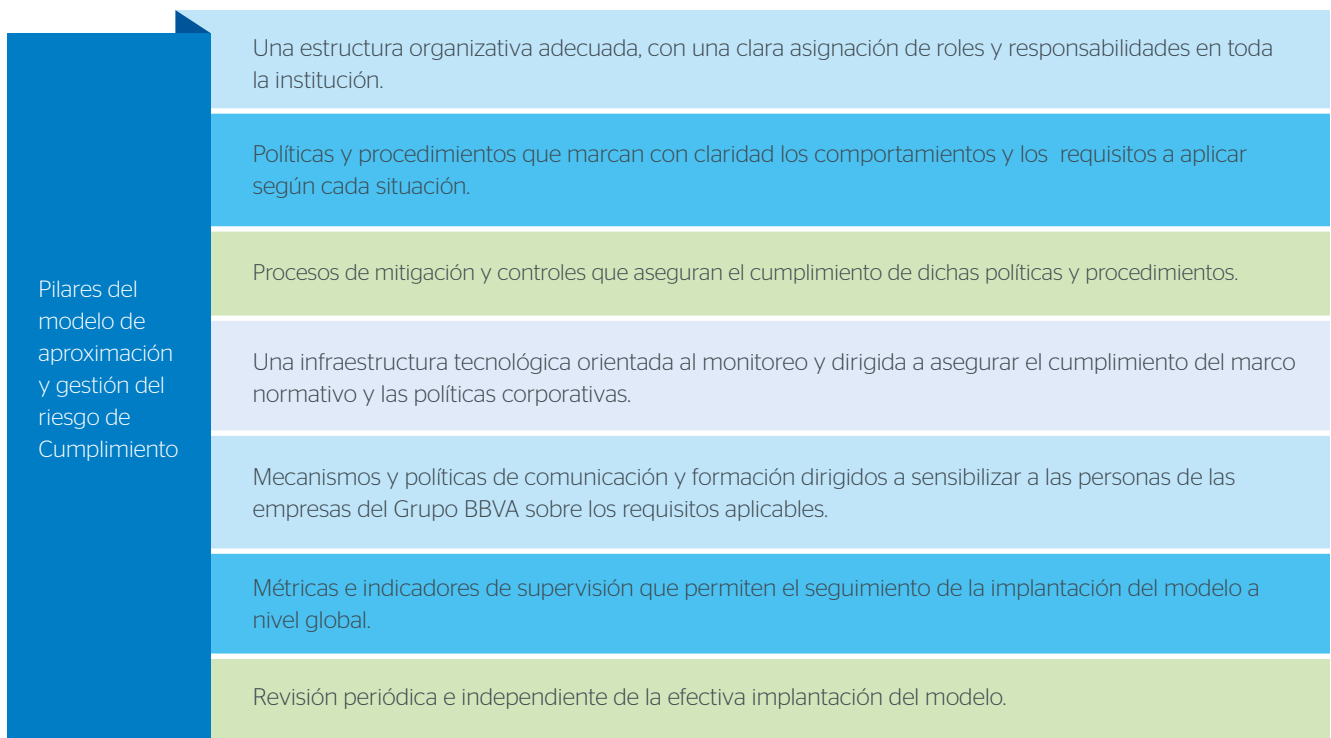 Pilares del
modelo de
aproximación
y gestión del
riesgo de
Cumplimiento
Una estructura organizativa adecuada, con una clara asignación de roles y responsabilidades en toda
la institución.
Políticas y procedimientos que marcan con claridad los comportamientos y los requisitos a aplicar
según cada situación.
Procesos de mitigación y controles que aseguran el cumplimiento de dichas políticas y procedimientos.
Una infraestructura tecnológica orientada al monitoreo y dirigida a asegurar el cumplimiento del marco
normativo y las políticas corporativas.
Mecanismos y políticas de comunicación y formación dirigidos a sensibilizar a las personas de las
empresas del Grupo BBVA sobre los requisitos aplicables.
Métricas e indicadores de supervisión que permiten el seguimiento de la implantación del modelo a
nivel global.
Revisión periódica e independiente de la efectiva implantación del modelo.